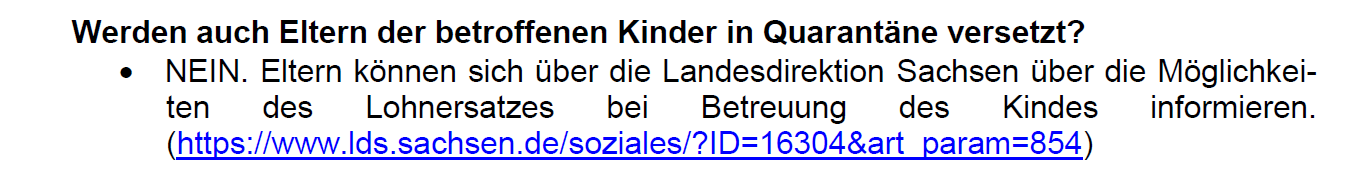 Werden auch Eltern der betroffenen Kinder in Quarantäne versetzt?
• NEIN. Eltern können sich über die Landesdirektion Sachsen über die Möglichkei-
ten des Lohnersatzes bei Betreuung des Kindes informieren.
(https://www.lds.sachsen.de/soziales/?ID=16304&art_param=854)